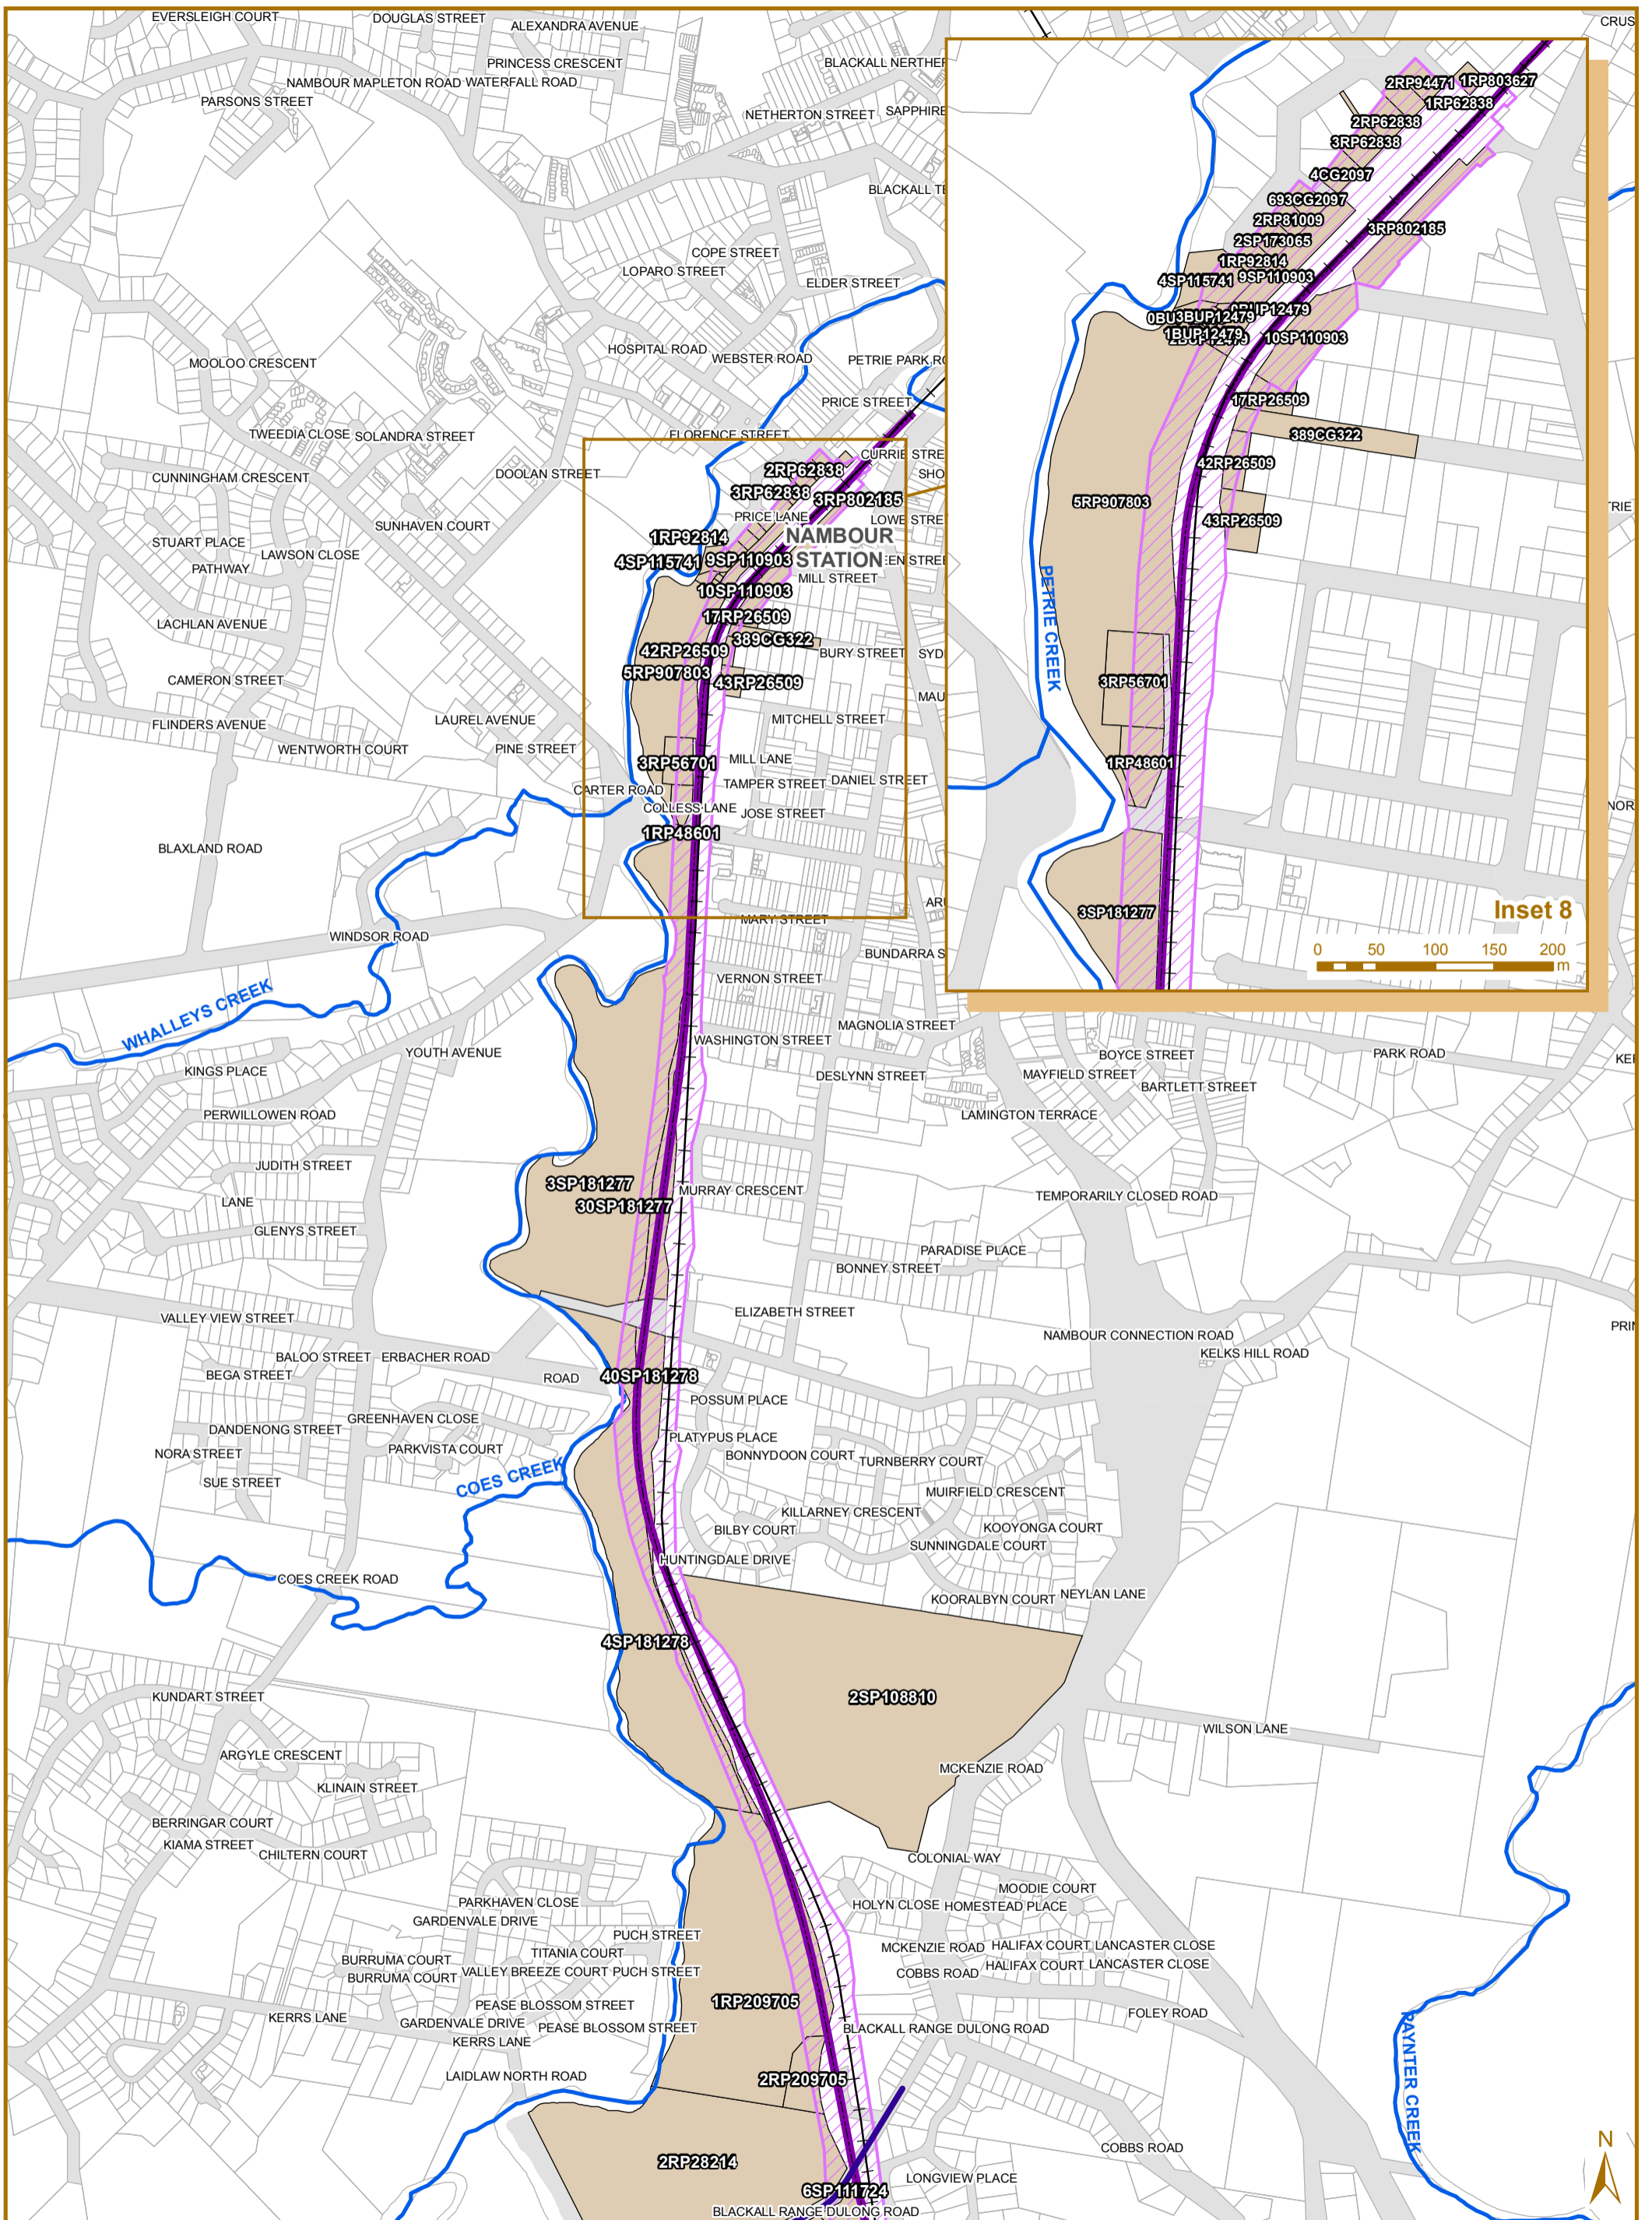 EVERSLEIGH COURT
DOUGLAS STREET
ALEXANDRA AVENUE
PRINCESS CRESCENT
NAMBOUR MAPLETON ROAD
WATERFALL ROAD
PARSONS STREET
NETHERTON STREET
SAPPHIRE
COPE STREET
LOPARO STREET
ELDER STREET
HOSPITAL ROAD
WEBSTER ROAD
PRICE STREET
MOOLOO CRESCENT
TWEEDIA CLOSE
SOLANDRA STREET
FLORENCE STREET
CUNNINGHAM CRESCENT
DOOLAN STREET
2RP62838
3RP62838
3RP802185
SUNHAVEN COURT
PRICE LANE
STUART PLACE
LAWSON CLOSE
PATHWAY
1RP92814
NAMBOUR
STATION
4SP115741
9SP110903
MILL STREET
10SP110903
17RP26509
LACHLAN AVENUE
389CG322
42RP26509
BURY STREET
5RP907803
43RP26509
CAMERON STREET
FLINDERS AVENUE
LAUREL AVENUE
MITCHELL STREET
WENTWORTH COURT
PINE STREET
3RP56701
MILL LANE
TAMPER STREET
DANIEL STREET
CARTER ROAD
COLLESS LANE
JOSE STREET
1RP48601
BLAXLAND ROAD
MARY STREET
WINDSOR ROAD
BUNDARRA S
VERNON STREET
WHALLEYS CREEK
2RP94471
1RP803627
1RP62838
2RP62838
3RP62838
4CG2097
693CG2097
2RP81009
3RP802185
2SP173065
1RP92814
4SP115741
9SP110903
3BUP12479
1BUP12479
10SP110903
17RP26509
389CG322
42RP26509
5RP907803
43RP26509
PETRIE CREEK
3RP56701
1RP48601
3SP181277
Inset 8
0 50 100 150 200
m
MAGNOLIA STREET
WASHINGTON STREET
YOUTH AVENUE
KINGS PLACE
DESLYNN STREET
BOYCE STREET
PARK ROAD
MAYFIELD STREET
BARTLETT STREET
PERWILLOWEN ROAD
LAMINGTON TERRACE
JUDITH STREET
3SP181277
MURRAY CRESCENT
TEMPORARILY CLOSED ROAD
LANE
30SP181277
GLENYS STREET
PARADISE PLACE
BONNEY STREET
VALLEY VIEW STREET
ELIZABETH STREET
NAMBOUR CONNECTION ROAD
KELKS HILL ROAD
BALOO STREET
ERBACHER ROAD
BEGA STREET
ROAD
40SP181278
POSSUM PLACE
GREENHAVEN CLOSE
DANDENONG STREET
PLATYPUS PLACE
NORA STREET
PARKVISTA COURT
BONNYDOON COURT
TURNBERRY COURT
SUE STREET
COES CREEK
MUIRFIELD CRESCENT
KILLARNEY CRESCENT
BILBY COURT
KOOYONGA COURT
SUNNINGDALE COURT
HUNTINGDALE DRIVE
COES CREEK ROAD
KOORALBYN COURT
NEYLAN LANE
4SP181278
2SP108810
KUNDART STREET
WILSON LANE
ARGYLE CRESCENT
MCKENZIE ROAD
KLINAIN STREET
BERRINGAR COURT
KIAMA STREET
CHILTERN COURT
COLONIAL WAY
MOODIE COURT
PARKHAVEN CLOSE
HOLYN CLOSE
HOMESTEAD PLACE
GARDENVALE DRIVE
PUCH STREET
MCKENZIE ROAD
HALIFAX COURT
LANCASTER CLOSE
TITANIA COURT
BURRUMA COURT
HALIFAX COURT
LANCASTER CLOSE
VALLEY BREEZE COURT
PUCH STREET
COBBS ROAD
BURRUMA COURT
1RP209705
PEASE BLOSSOM STREET
FOLEY ROAD
KERRS LANE
GARDENVALE DRIVE
PEASE BLOSSOM STREET
BLACKALL RANGE DULONG ROAD
KERRS LANE
LAIDLAW NORTH ROAD
2RP209705
PAYNTER CREEK
N
COBBS ROAD
2RP28214
LONGVIEW PLACE
6SP111724
BLACKALL RANGE DULONG ROAD